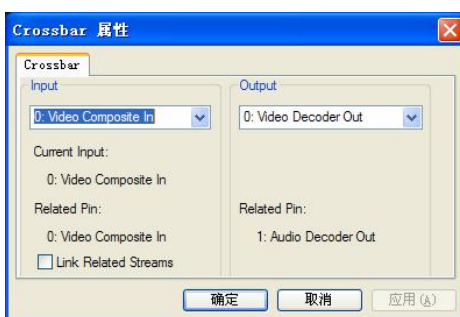 Crossbar 属性
Crossbar
Input
0: Video Composite In
Current Input:
0: Video Composite In
Related Pin:
0: Video Composite In
Link Related Streams
Output
0: Video Decoder Out
Related Pin:
1: Audio Decoder Out
确定
取消
应用(A)